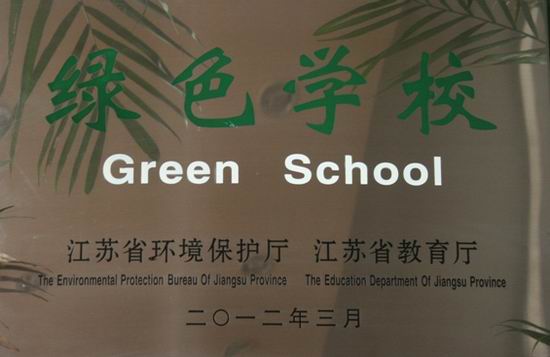 绿色学校
Green School
江苏省环境保护厅 江苏省教育厅
The Environmental Protection Bureau Of Jiangsu Province The Education Department Of Jiangsu Province
二〇一二年三月